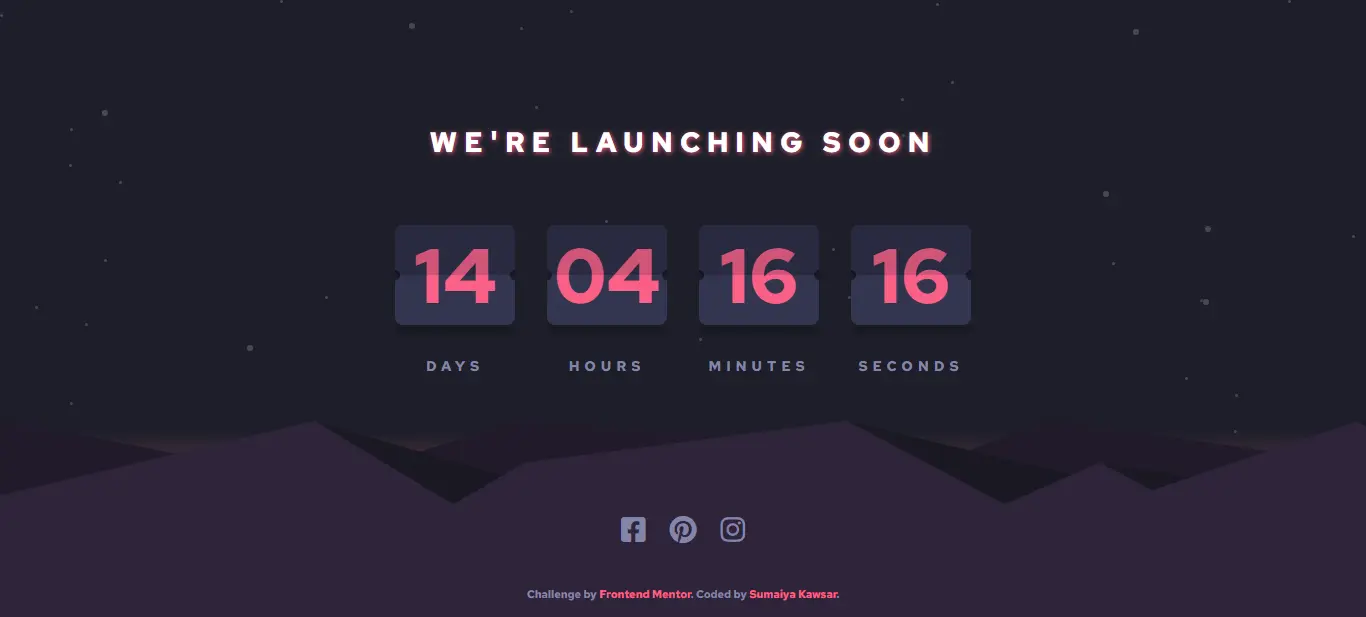 WE'RE LAUNCHING SOON
14 04 16 16
DAYS HOURS MINUTES SECONDS
Challenge by Frontend Mentor. Coded by Sumaiya Kawsar.